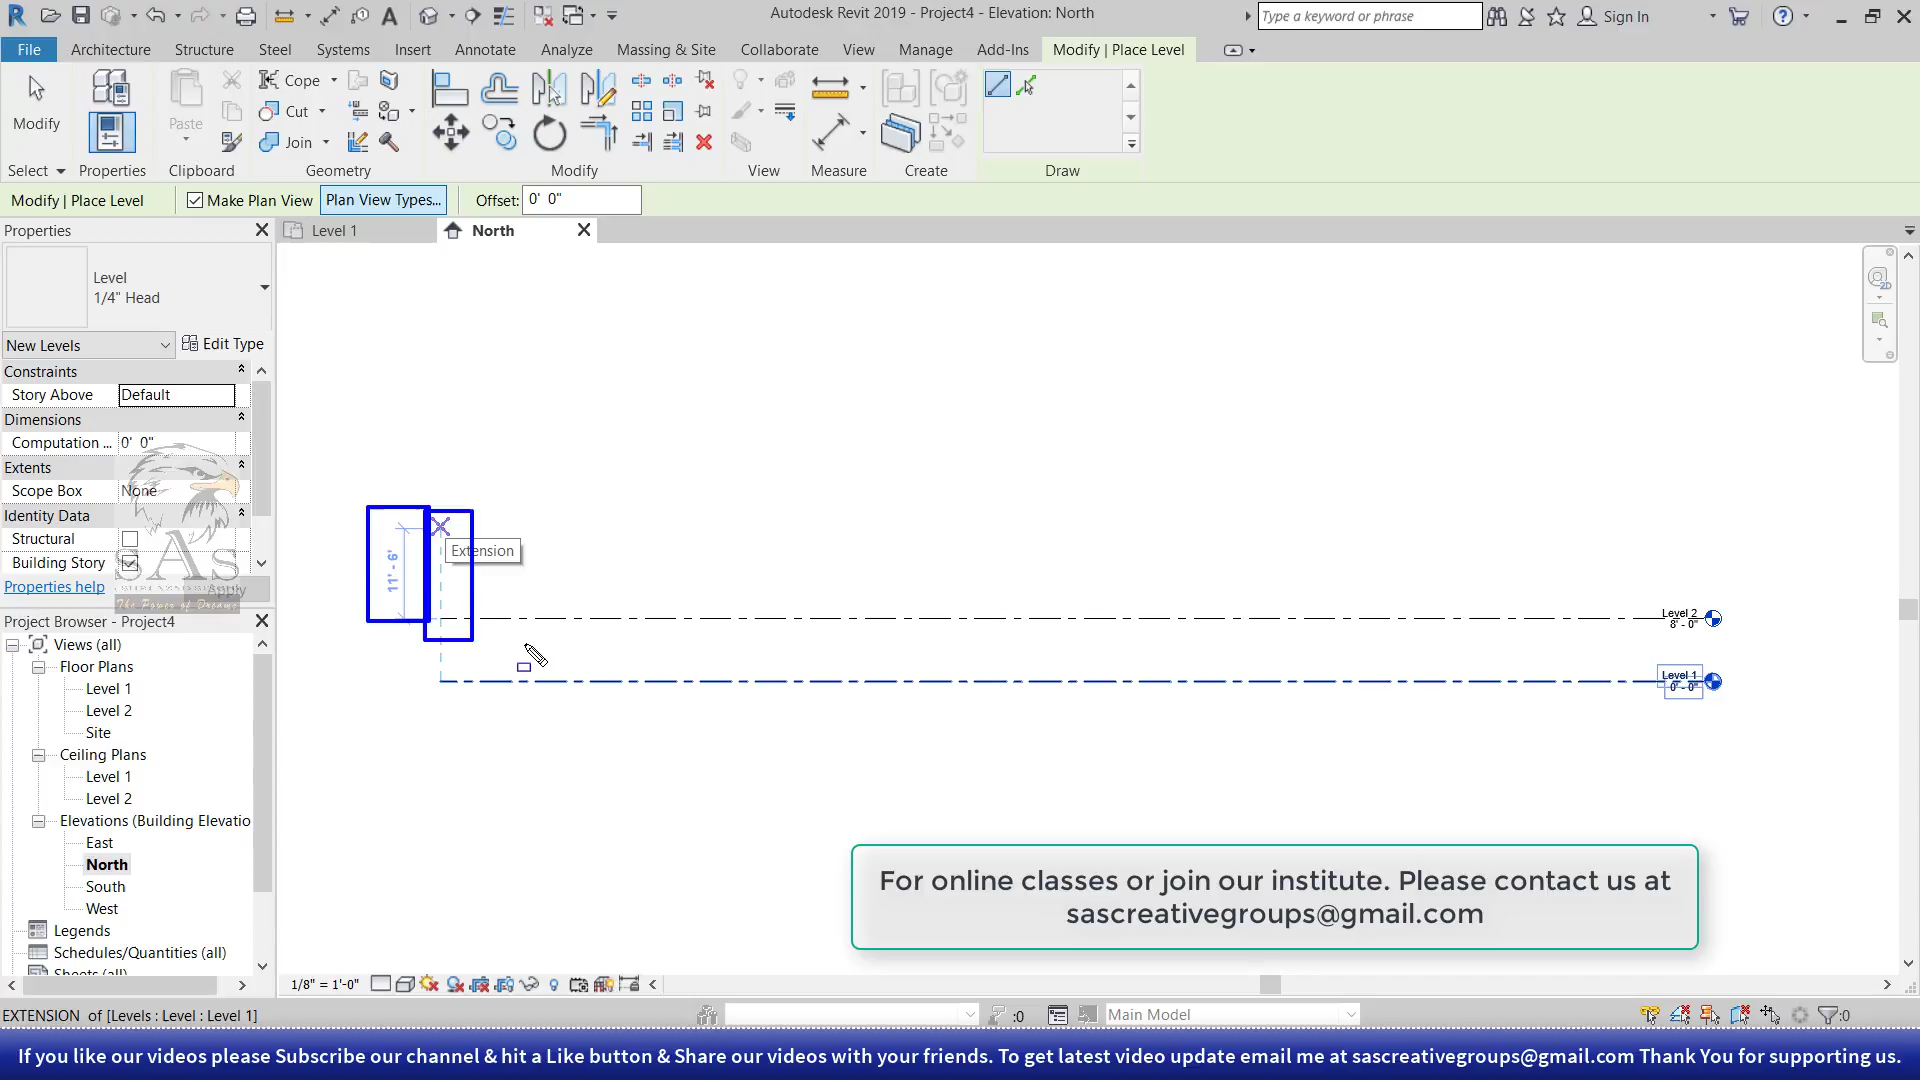 Autodesk Revit 2019 - Project4 - Elevation: North
Type a keyword or phrase
Sign In
File
Architecture
Structure
Steel
Systems
Insert
Annotate
Analyze
Massing & Site
Collaborate
View
Manage
Add-Ins
Modify | Place Level
Modify
Paste
Cope
Cut
Join
Select
Properties
Clipboard
Geometry
Modify
View
Measure
Create
Draw
Modify | Place Level
Make Plan View
Plan View Types...
Offset:
0' 0"
Properties
Level 1
North
Level
1/4" Head
New Levels
Edit Type
Constraints
Story Above
Default
Dimensions
Computation ...
0' 0"
Extents
Scope Box
None
Identity Data
Structural
Building Story
Properties help
Apply
SAS
The Power of Dreams
Project Browser - Project4
Views (all)
Floor Plans
Level 1
Level 2
Site
Ceiling Plans
Level 1
Level 2
Elevations (Building Elevatio
East
North
South
West
Legends
Schedules/Quantities (all)
Sheets (all)
11' - 6"
Extension
Level 2
8' - 0"
Level 1
0' - 0"
For online classes or join our institute. Please contact us at
sascreativegroups@gmail.com
1/8" = 1'-0"
EXTENSION of [Levels : Level : Level 1]
:0
Main Model
:0
If you like our videos please Subscribe our channel & hit a Like button & Share our videos with your friends. To get latest video update email me at sascreativegroups@gmail.com Thank You for supporting us.